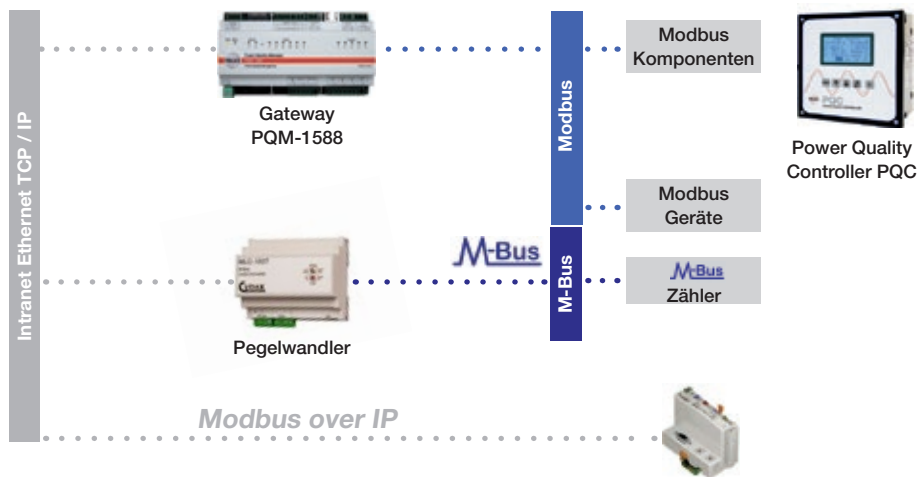 Intranet Ethernet TCP / IP
Gateway
PQM-1588
Modbus
Modbus
Komponenten
PQC
Power Quality
Controller PQC
Modbus
Geräte
M-Bus
M-Bus
M-Bus
Zähler
Pegelwandler
Modbus over IP